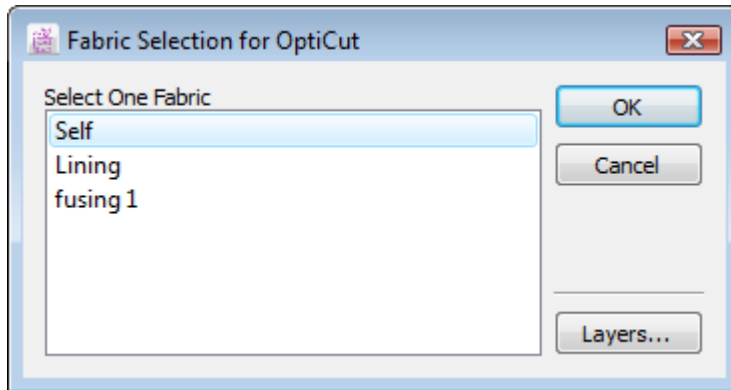 Fabric Selection for OptiCut
Select One Fabric
Self
Lining
fusing 1
OK
Cancel
Layers...